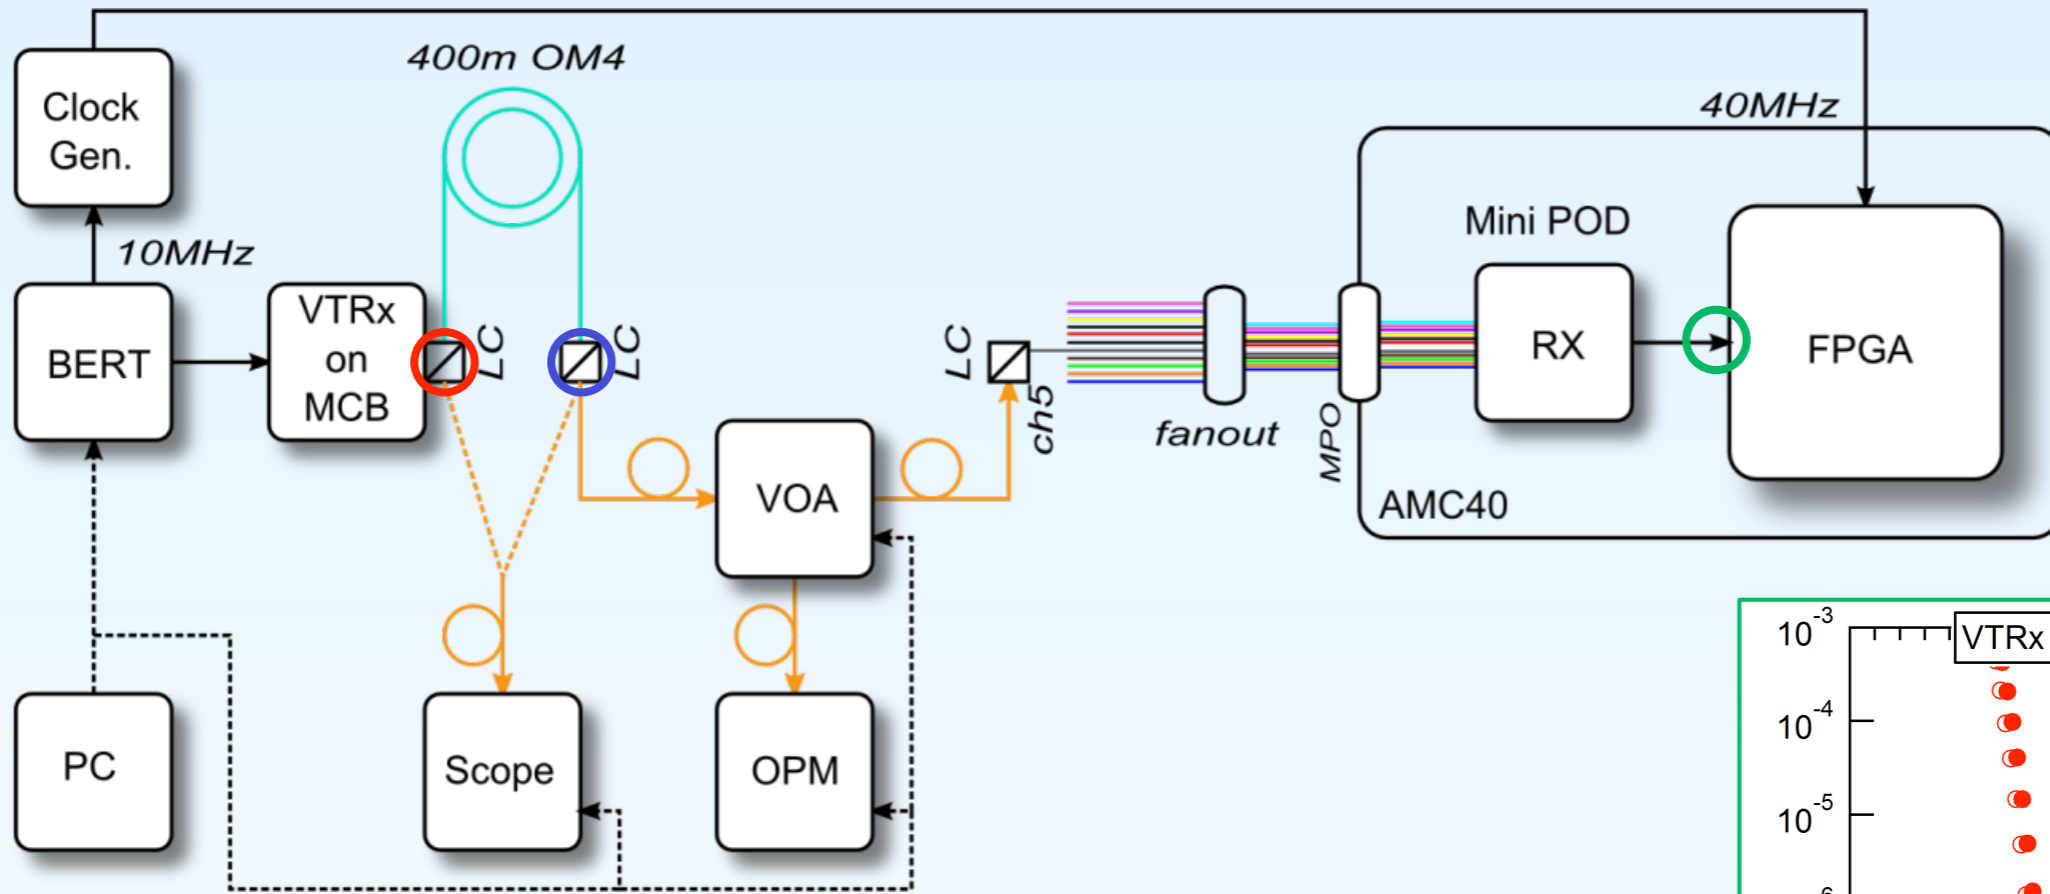 Clock
Gen.
400m OM4
40MHz
10MHz
Mini POD
BERT
VTRx
on
MCB
LC
LC
LC
ch5
fanout
MPO
RX
FPGA
VOA
AMC40
PC
Scope
OPM
VTRx
10-3
10-4
10-5